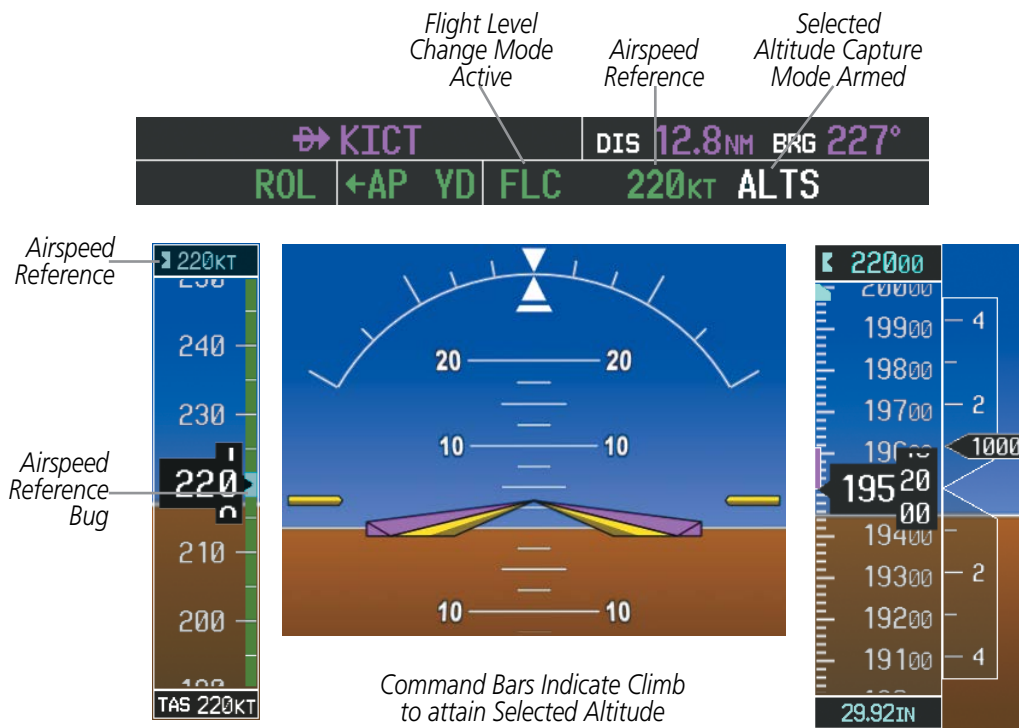 Flight Level
Change Mode
Active
Airspeed
Reference
Selected
Altitude Capture
Mode Armed
KICT
DIS 12.8NM BRG 227°
ROL ←AP YD FLC 220KT ALTS
Airspeed
Reference
220KT
240
230
220
210
200
TAS 220KT
Airspeed
Reference
Bug
20 20
10 10
10 10
Command Bars Indicate Climb
to attain Selected Altitude
22000
20000
19900
19800
19700
195 20
00
19400
19300
19200
19100
29.92IN
4
2
1000
2
4